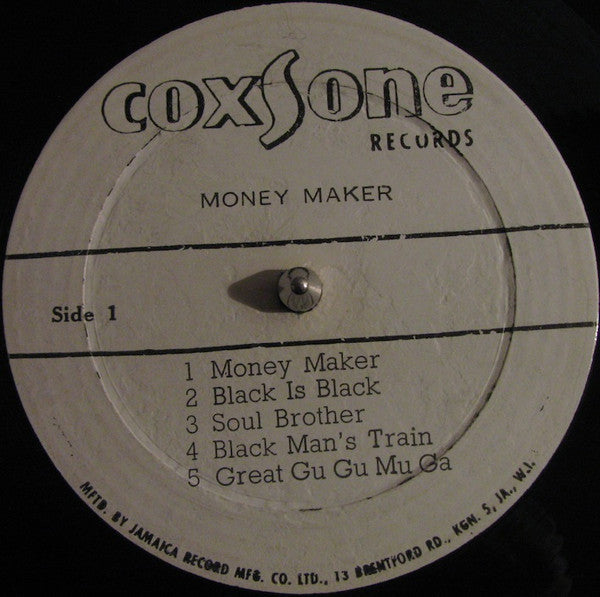 coxsone
RECORDS
MONEY MAKER
Side 1
1 Money Maker
2 Black Is Black
3 Soul Brother
4 Black Man's Train
5 Great Gu Gu Mu Ga
MFTD. BY JAMAICA RECORD MFG. CO. LTD., 13 BRENTFORD RD., KGN. 5, JA., W.I.